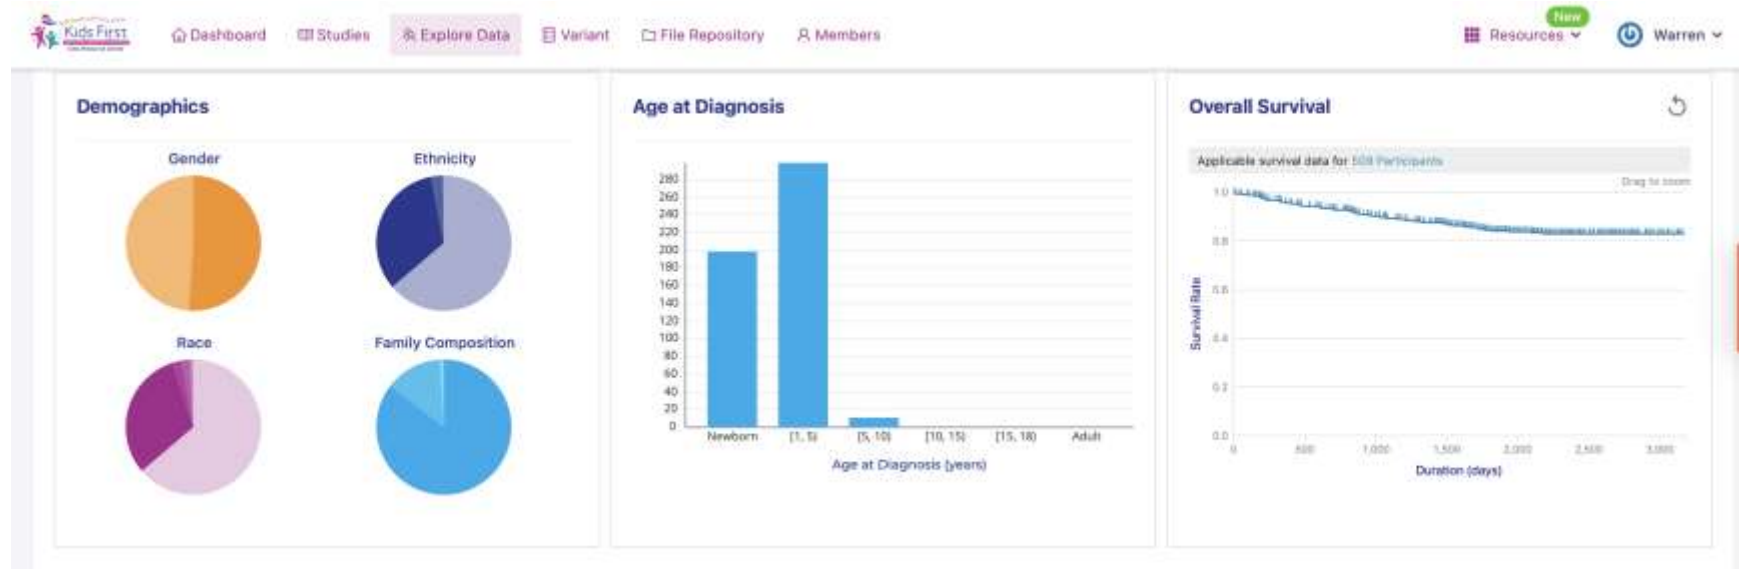 Kids First
Dashboard
Studies
Explore Data
Variant
File Repository
Members
New
Resources
Warren
Demographics
Gender
Ethnicity
Race
Family Composition
Age at Diagnosis
280
260
240
220
200
180
160
140
120
100
80
60
40
20
0
Newborn [1, 5) [5, 10) [10, 15) [15, 18) Adult
Age at Diagnosis (years)
Overall Survival
Applicable survival data for 509 Participants
Drag to zoom
Survival Rate
1.0
0.8
0.6
0.4
0.2
0.0
0 500 1,000 1,500 2,000 2,500 3,000
Duration (days)